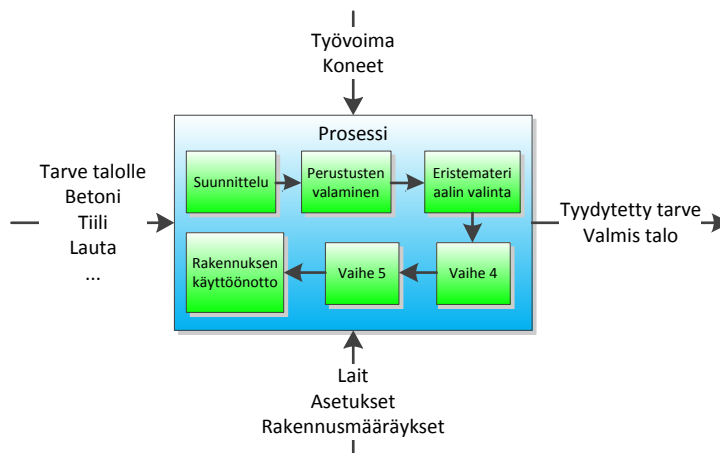 Työvoima
Koneet
Prosessi
Tarve talolle
Betoni
Tiili
Lauta
...
Suunnittelu
Perustusten
valaminen
Eristemateri
aalin valinta
Rakennuksen
käyttöönotto
Vaihe 5
Vaihe 4
Tyydytetty tarve
Valmis talo
Lait
Asetukset
Rakennusmääräykset